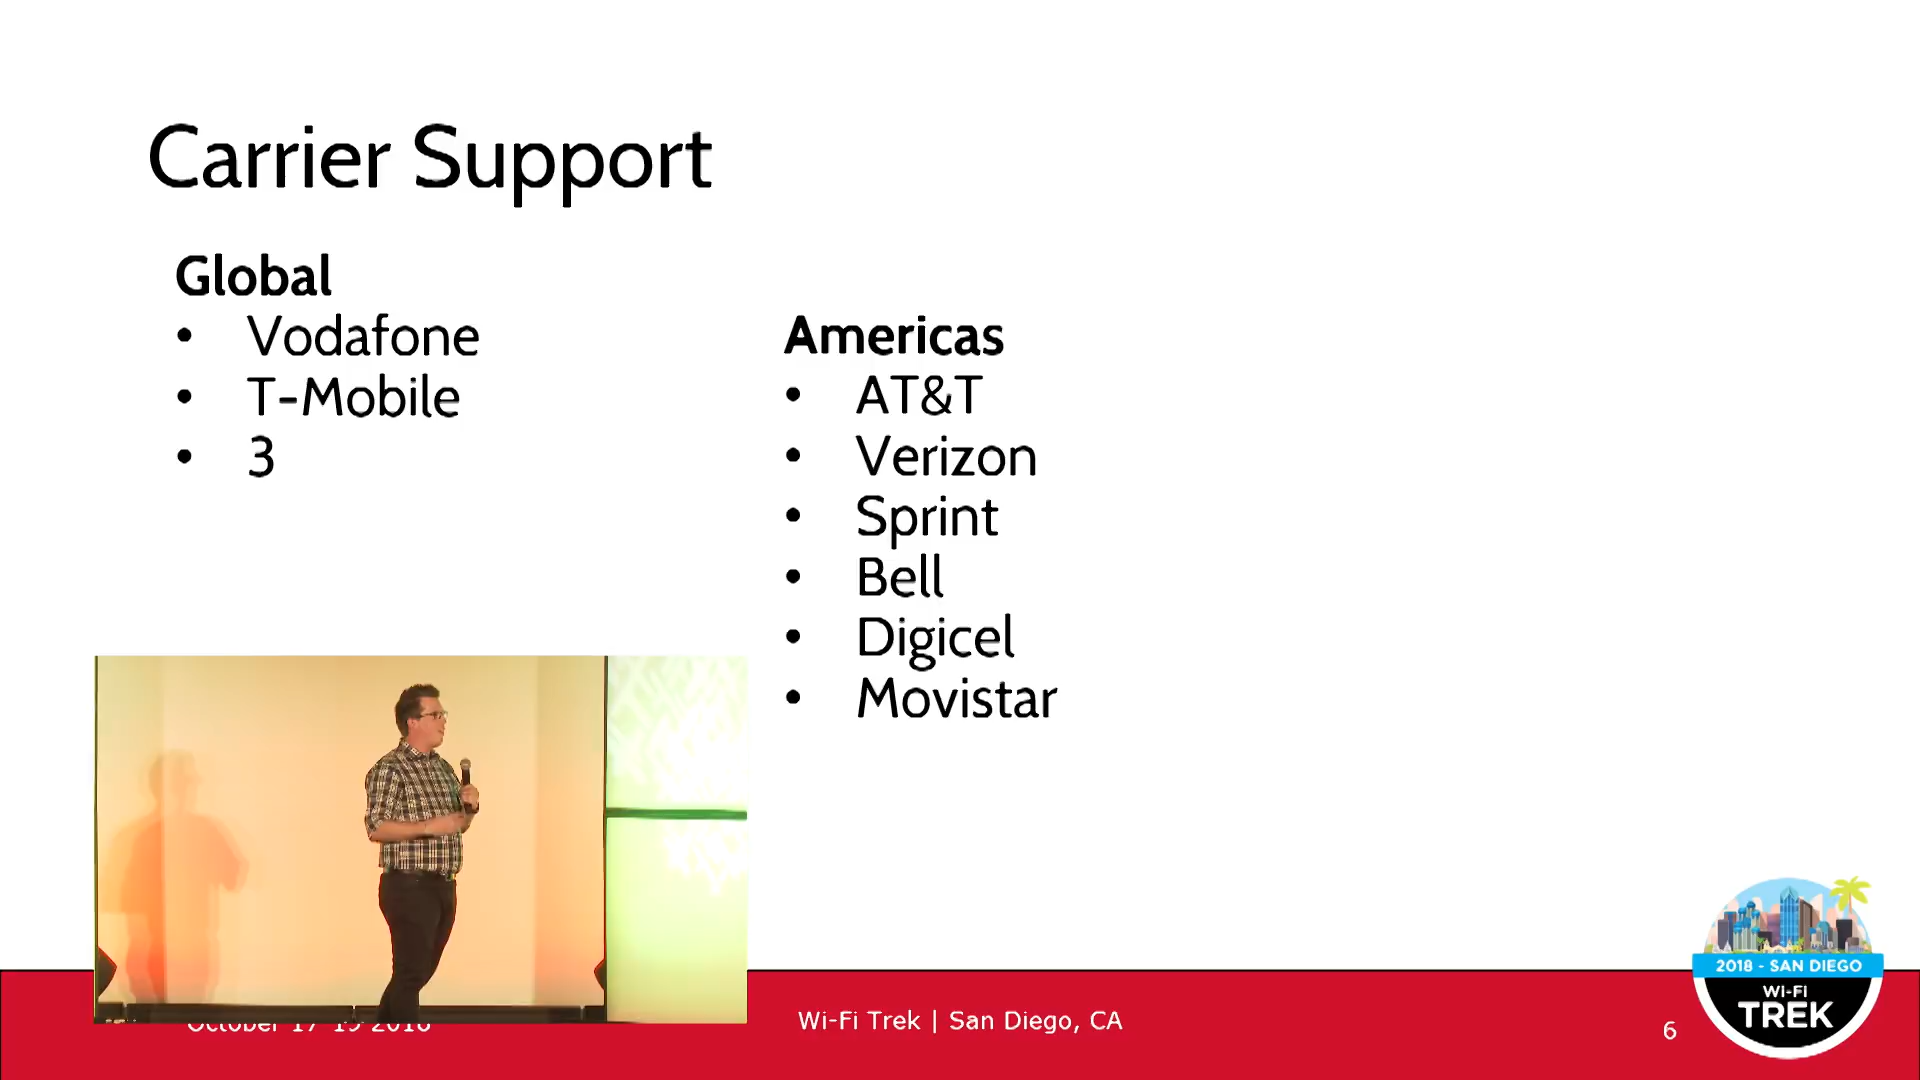 Carrier Support
Global
• Vodafone
• T-Mobile
• 3
Americas
• AT&T
• Verizon
• Sprint
• Bell
• Digicel
• Movistar
October 17-19 2018
Wi-Fi Trek | San Diego, CA
6
2018 - SAN DIEGO
WI-FI
TREK